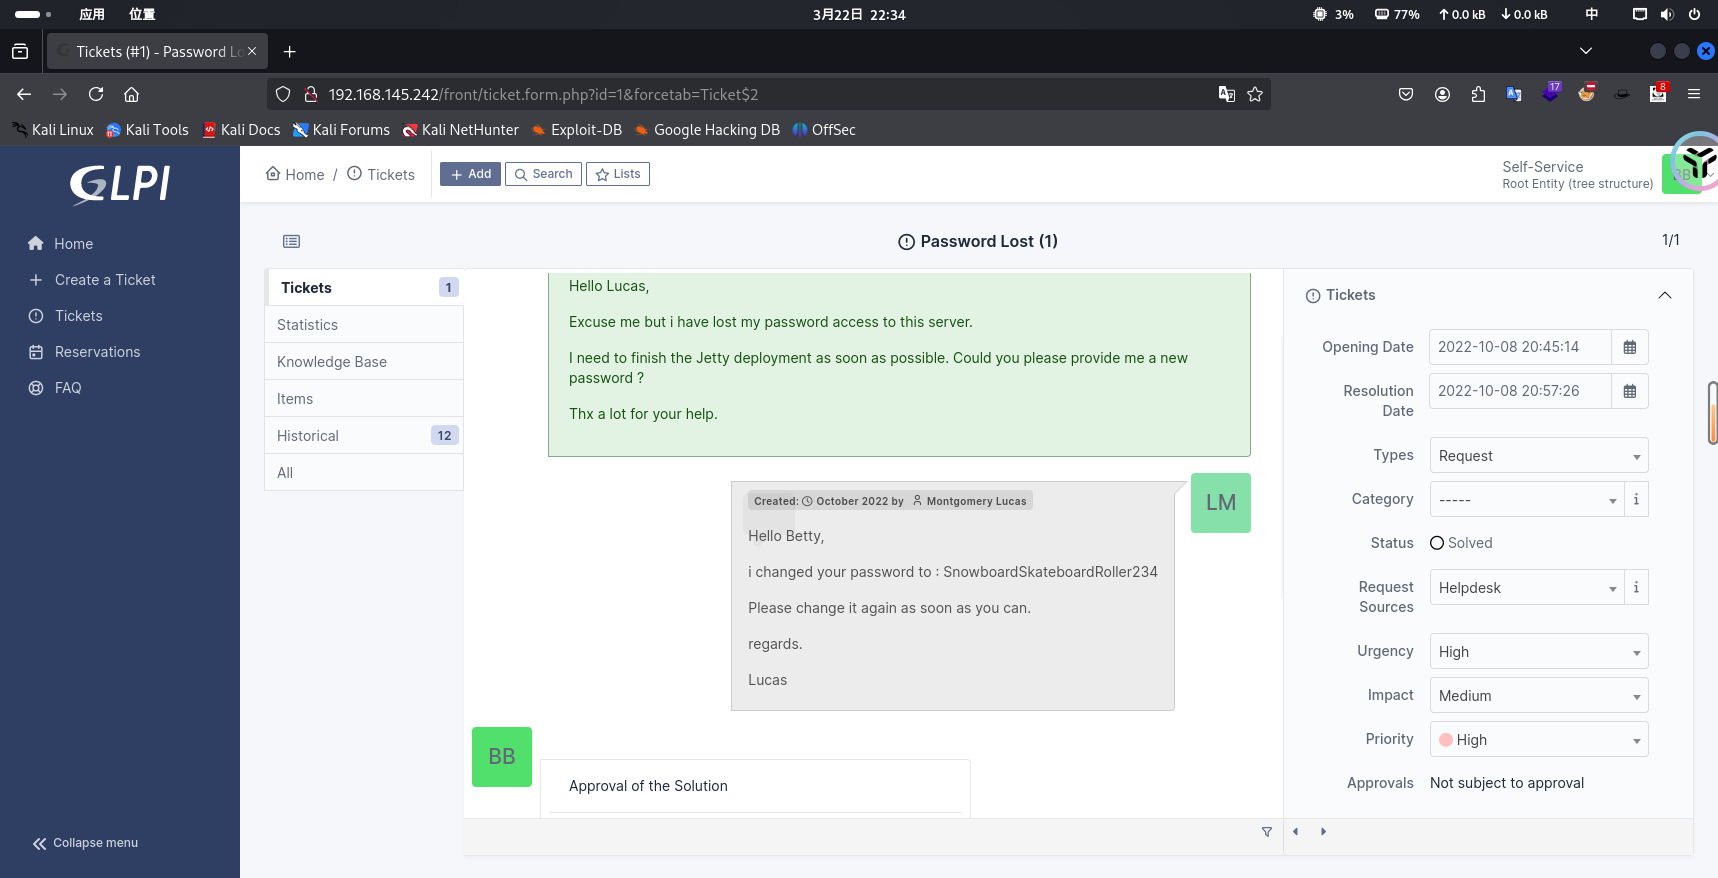 应用 位置 3月22日 22:34 3% 77% ↑ 0.0 kB ↓ 0.0 kB 中
Tickets (#1) - Password Lo
192.168.145.242/front/ticket.form.php?id=1&forcetab=Ticket$2 17 8
Kali Linux Kali Tools Kali Docs Kali Forums Kali NetHunter Exploit-DB Google Hacking DB OffSec
GLPI
Home
Create a Ticket
Tickets
Reservations
FAQ
Collapse menu
Home / Tickets Add Search Lists
Self-Service
Root Entity (tree structure)
BB
Password Lost (1) 1/1
Tickets 1
Statistics
Knowledge Base
Items
Historical 12
All
Hello Lucas,
Excuse me but i have lost my password access to this server.
I need to finish the Jetty deployment as soon as possible. Could you please provide me a new
password ?
Thx a lot for your help.
Created: October 2022 by Montgomery Lucas
LM
Hello Betty,
i changed your password to : SnowboardSkateboardRoller234
Please change it again as soon as you can.
regards.
Lucas
BB
Approval of the Solution
Tickets
Opening Date 2022-10-08 20:45:14
Resolution
Date 2022-10-08 20:57:26
Types Request
Category ----- i
Status Solved
Request
Sources Helpdesk i
Urgency High
Impact Medium
Priority High
Approvals Not subject to approval